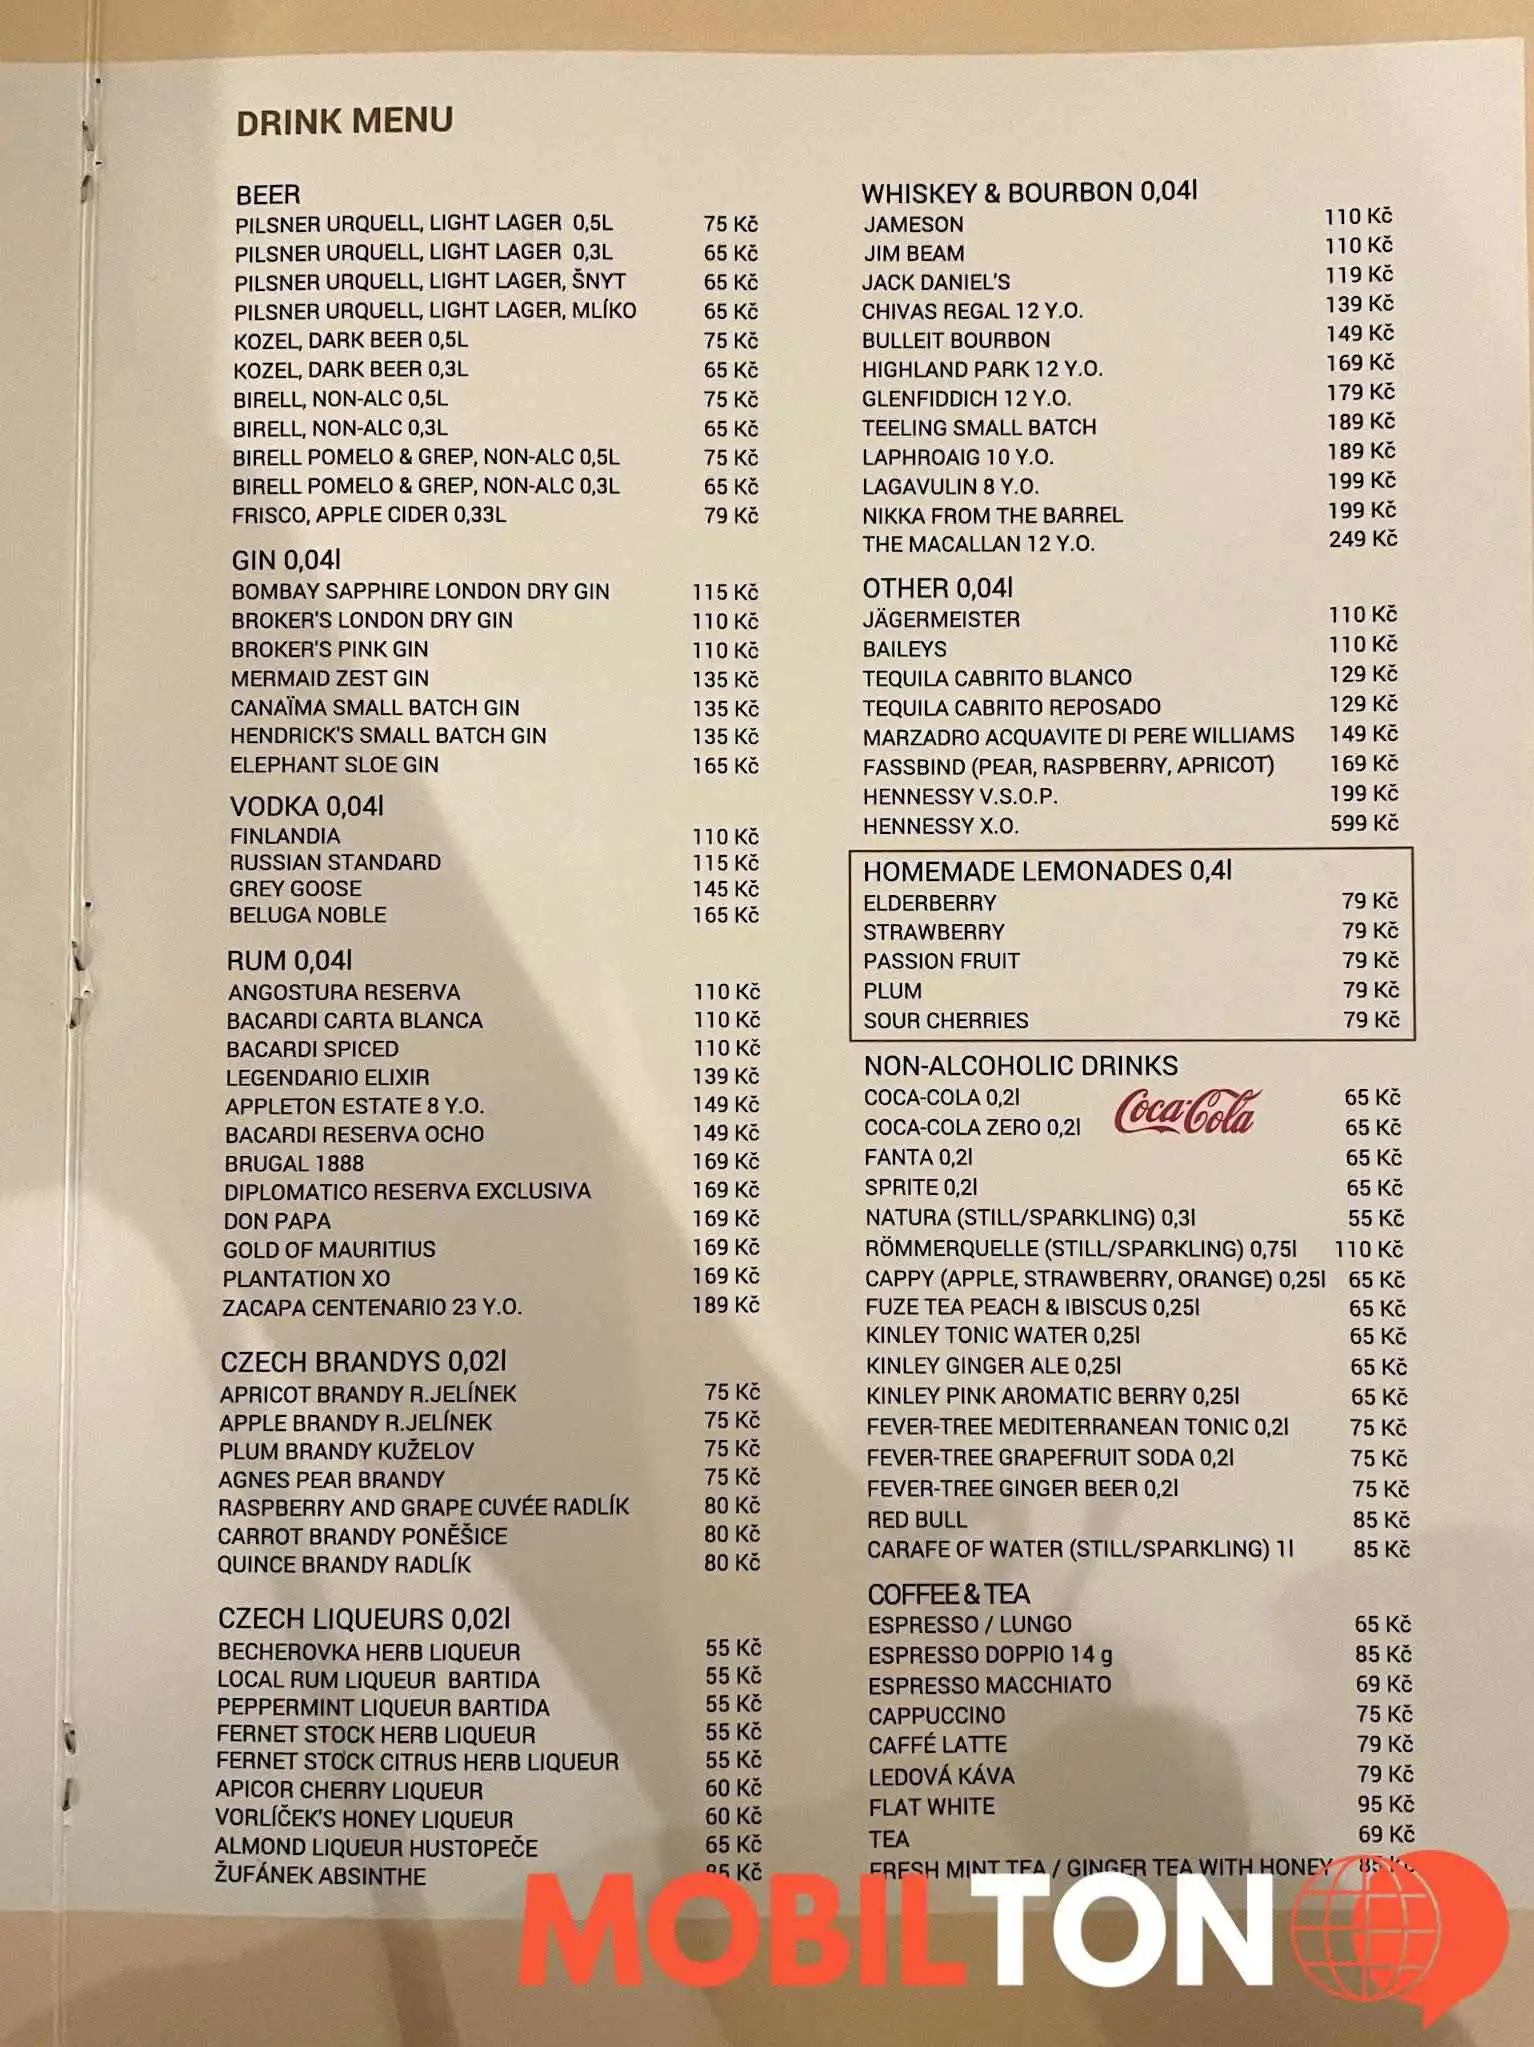 DRINK MENU
BEER
PILSNER URQUELL, LIGHT LAGER 0,5L 75 Kč
PILSNER URQUELL, LIGHT LAGER 0,3L 65 Kč
PILSNER URQUELL, LIGHT LAGER, ŠNYT 65 Kč
PILSNER URQUELL, LIGHT LAGER, MLÍKO 65 Kč
KOZEL, DARK BEER 0,5L 75 Kč
KOZEL, DARK BEER 0,3L 65 Kč
BIRELL, NON-ALC 0,5L 75 Kč
BIRELL, NON-ALC 0,3L 65 Kč
BIRELL POMELO & GREP, NON-ALC 0,5L 75 Kč
BIRELL POMELO & GREP, NON-ALC 0,3L 65 Kč
FRISCO, APPLE CIDER 0,33L 79 Kč
GIN 0,04l
BOMBAY SAPPHIRE LONDON DRY GIN 115 Kč
BROKER'S LONDON DRY GIN 110 Kč
BROKER'S PINK GIN 110 Kč
MERMAID ZEST GIN 135 Kč
CANAÏMA SMALL BATCH GIN 135 Kč
HENDRICK'S SMALL BATCH GIN 135 Kč
ELEPHANT SLOE GIN 165 Kč
VODKA 0,04l
FINLANDIA 110 Kč
RUSSIAN STANDARD 115 Kč
GREY GOOSE 145 Kč
BELUGA NOBLE 165 Kč
RUM 0,04l
ANGOSTURA RESERVA 110 Kč
BACARDI CARTA BLANCA 110 Kč
BACARDI SPICED 110 Kč
LEGENDARIO ELIXIR 139 Kč
APPLETON ESTATE 8 Y.O. 149 Kč
BACARDI RESERVA OCHO 149 Kč
BRUGAL 1888 169 Kč
DIPLOMATICO RESERVA EXCLUSIVA 169 Kč
DON PAPA 169 Kč
GOLD OF MAURITIUS 169 Kč
PLANTATION XO 169 Kč
ZACAPA CENTENARIO 23 Y.O. 189 Kč
CZECH BRANDYS 0,02l
APRICOT BRANDY R.JELÍNEK 75 Kč
APPLE BRANDY R.JELÍNEK 75 Kč
PLUM BRANDY KUŽELOV 75 Kč
AGNES PEAR BRANDY 75 Kč
RASPBERRY AND GRAPE CUVÉE RADLÍK 80 Kč
CARROT BRANDY PONĚŠICE 80 Kč
QUINCE BRANDY RADLÍK 80 Kč
CZECH LIQUEURS 0,02l
BECHEROVKA HERB LIQUEUR 55 Kč
LOCAL RUM LIQUEUR BARTIDA 55 Kč
PEPPERMINT LIQUEUR BARTIDA 55 Kč
FERNET STOCK HERB LIQUEUR 55 Kč
FERNET STOCK CITRUS HERB LIQUEUR 55 Kč
APICOR CHERRY LIQUEUR 60 Kč
VORLÍČEK'S HONEY LIQUEUR 60 Kč
ALMOND LIQUEUR HUSTOPEČE 65 Kč
ŽUFÁNEK ABSINTHE 85 Kč
WHISKEY & BOURBON 0,04l
JAMESON 110 Kč
JIM BEAM 110 Kč
JACK DANIEL'S 119 Kč
CHIVAS REGAL 12 Y.O. 139 Kč
BULLEIT BOURBON 149 Kč
HIGHLAND PARK 12 Y.O. 169 Kč
GLENFIDDICH 12 Y.O. 179 Kč
TEELING SMALL BATCH 189 Kč
LAPHROAIG 10 Y.O. 189 Kč
LAGAVULIN 8 Y.O. 199 Kč
NIKKA FROM THE BARREL 199 Kč
THE MACALLAN 12 Y.O. 249 Kč
OTHER 0,04l
JÄGERMEISTER 110 Kč
BAILEYS 110 Kč
TEQUILA CABRITO BLANCO 129 Kč
TEQUILA CABRITO REPOSADO 129 Kč
MARZADRO ACQUAVITE DI PERE WILLIAMS 149 Kč
FASSBIND (PEAR, RASPBERRY, APRICOT) 169 Kč
HENNESSY V.S.O.P. 199 Kč
HENNESSY X.O. 599 Kč
HOMEMADE LEMONADES 0,4l
ELDERBERRY 79 Kč
STRAWBERRY 79 Kč
PASSION FRUIT 79 Kč
PLUM 79 Kč
SOUR CHERRIES 79 Kč
NON-ALCOHOLIC DRINKS
COCA-COLA 0,2l 65 Kč
Coca-Cola
COCA-COLA ZERO 0,2l 65 Kč
FANTA 0,2l 65 Kč
SPRITE 0,2l 65 Kč
NATURA (STILL/SPARKLING) 0,3l 55 Kč
RÖMMERQUELLE (STILL/SPARKLING) 0,75l 110 Kč
CAPPY (APPLE, STRAWBERRY, ORANGE) 0,25l 65 Kč
FUZE TEA PEACH & IBISCUS 0,25l 65 Kč
KINLEY TONIC WATER 0,25l 65 Kč
KINLEY GINGER ALE 0,25l 65 Kč
KINLEY PINK AROMATIC BERRY 0,25l 65 Kč
FEVER-TREE MEDITERRANEAN TONIC 0,2l 75 Kč
FEVER-TREE GRAPEFRUIT SODA 0,2l 75 Kč
FEVER-TREE GINGER BEER 0,2l 75 Kč
RED BULL 85 Kč
CARAFE OF WATER (STILL/SPARKLING) 1l 85 Kč
COFFEE & TEA
ESPRESSO / LUNGO 65 Kč
ESPRESSO DOPPIO 14 g 85 Kč
ESPRESSO MACCHIATO 69 Kč
CAPPUCCINO 75 Kč
CAFFÉ LATTE 79 Kč
LEDOVÁ KÁVA 79 Kč
FLAT WHITE 95 Kč
TEA 69 Kč
FRESH MINT TEA / GINGER TEA WITH HONEY 85 Kč
MOBILTON